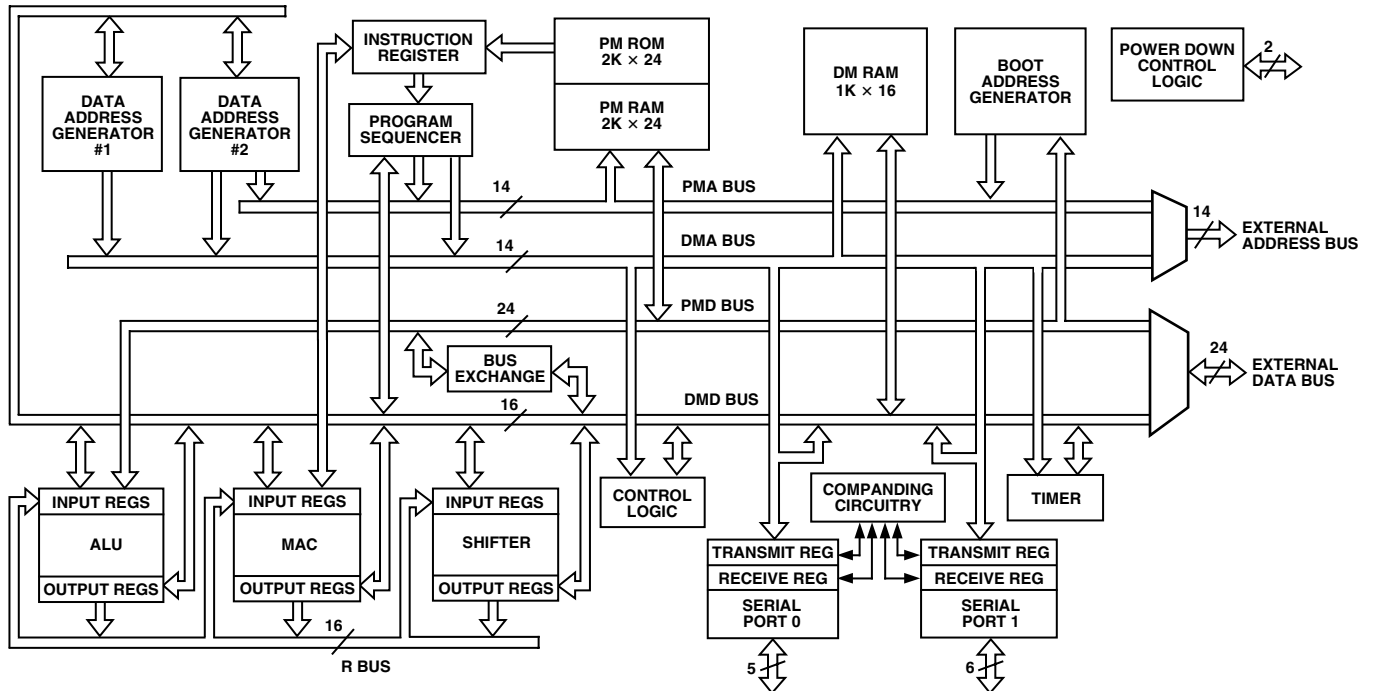 INSTRUCTION
REGISTER
PM ROM
2K × 24
PM RAM
2K × 24
DM RAM
1K × 16
BOOT
ADDRESS
GENERATOR
POWER DOWN
CONTROL
LOGIC
2
DATA
ADDRESS
GENERATOR
#1
DATA
ADDRESS
GENERATOR
#2
PROGRAM
SEQUENCER
14
PMA BUS
14
EXTERNAL
ADDRESS BUS
14
DMA BUS
24
PMD BUS
BUS
EXCHANGE
24
EXTERNAL
DATA BUS
16
DMD BUS
INPUT REGS
ALU
OUTPUT REGS
INPUT REGS
MAC
OUTPUT REGS
INPUT REGS
SHIFTER
OUTPUT REGS
CONTROL
LOGIC
COMPANDING
CIRCUITRY
TIMER
TRANSMIT REG
RECEIVE REG
SERIAL
PORT 0
TRANSMIT REG
RECEIVE REG
SERIAL
PORT 1
16
R BUS
5
6